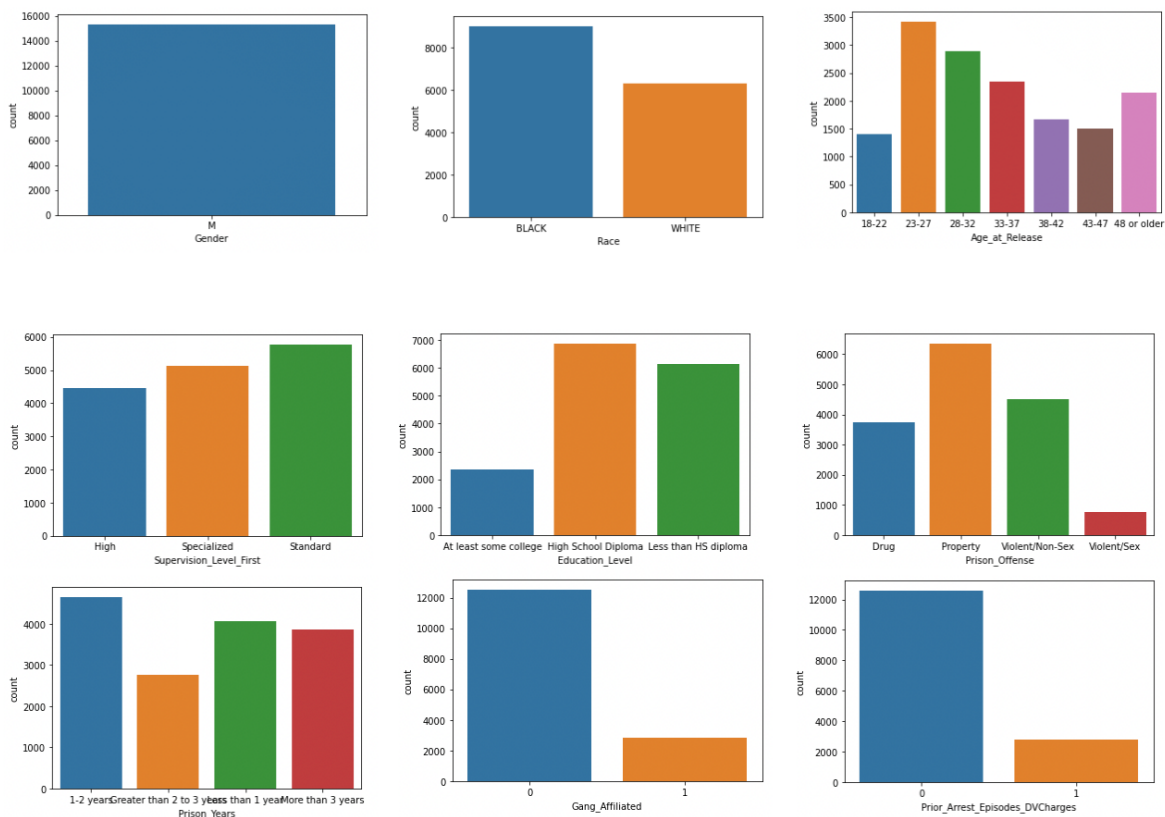 16000
14000
12000
10000
8000
6000
4000
2000
0
count
M
Gender
8000
6000
4000
2000
0
count
BLACK WHITE
Race
3500
3000
2500
2000
1500
1000
500
0
count
18-22 23-27 28-32 33-37 38-42 43-47 48 or older
Age_at_Release
6000
5000
4000
3000
2000
1000
0
count
High Specialized Standard
Supervision_Level_First
7000
6000
5000
4000
3000
2000
1000
0
count
At least some college High School Diploma Less than HS diploma
Education_Level
6000
5000
4000
3000
2000
1000
0
count
Drug Property Violent/Non-Sex Violent/Sex
Prison_Offense
4000
3000
2000
1000
0
count
1-2 years Greater than 2 to 3 years Less than 1 year More than 3 years
Prison_Years
12000
10000
8000
6000
4000
2000
0
count
0 1
Gang_Affiliated
12000
10000
8000
6000
4000
2000
0
count
0 1
Prior_Arrest_Episodes_DVCharges